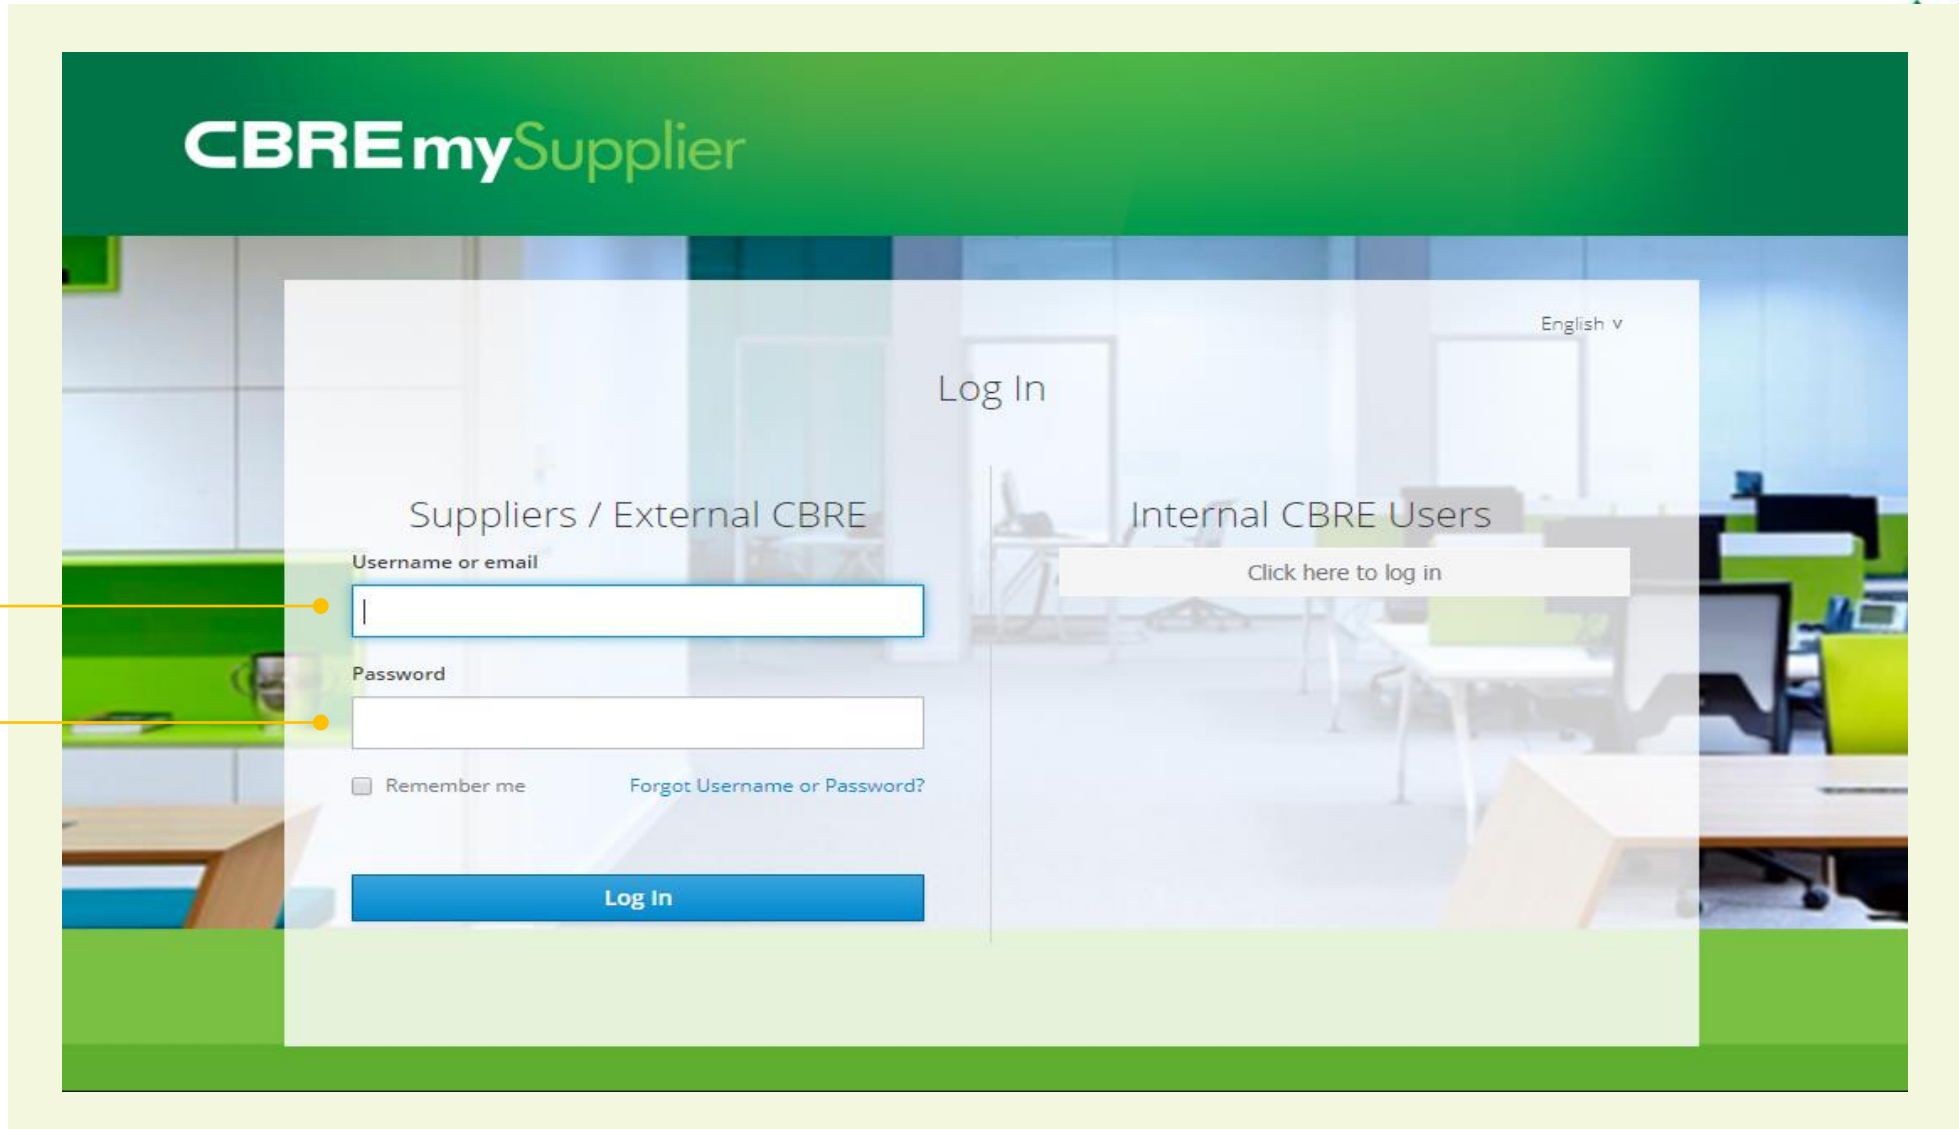 CBRE mySupplier
English v
Log In
Suppliers / External CBRE
Username or email
Password
Remember me
Forgot Username or Password?
Log In
Internal CBRE Users
Click here to log in